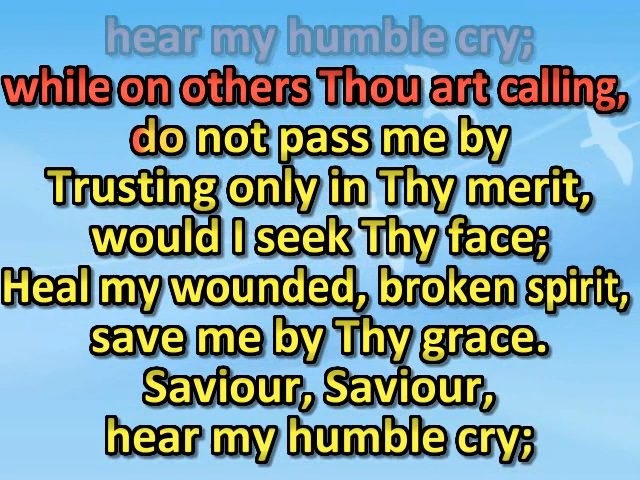 hear my humble cry;
while on others Thou art calling,
do not pass me by
Trusting only in Thy merit,
would I seek Thy face;
Heal my wounded, broken spirit,
save me by Thy grace.
Saviour, Saviour,
hear my humble cry;